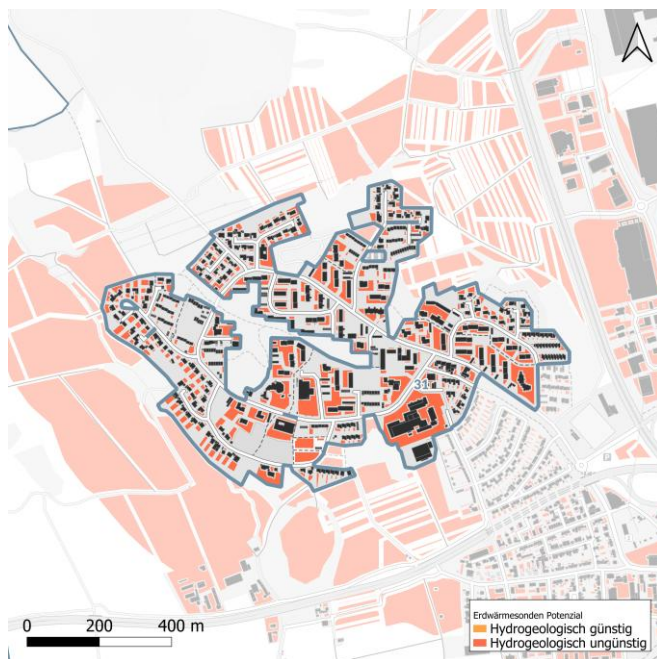 31
P
0 200 400 m
Erdwärmesonden Potenzial
Hydrogeologisch günstig
Hydrogeologisch ungünstig